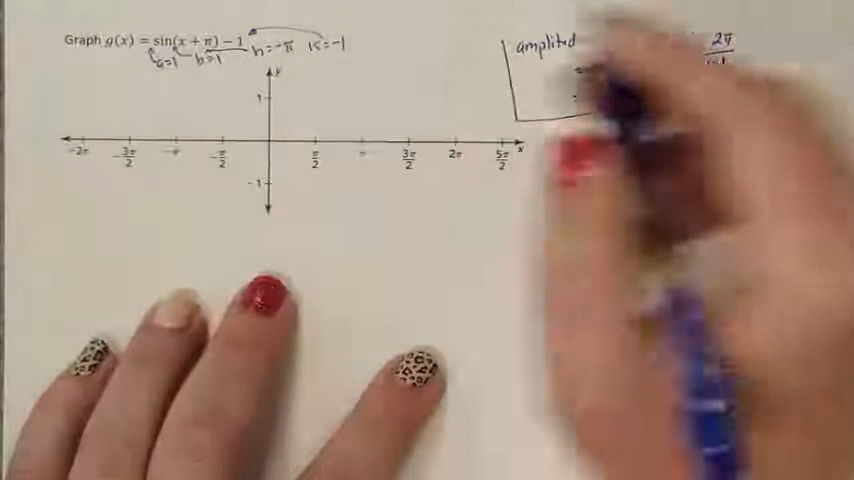 Graph g(x) = sin(x + π) − 1
a=1 b=1 h=-π K=-1
amplitud
2π
y
1
-2π -3π/2 -π/2 π/2 3π/2 2π 5π/2 x
-1